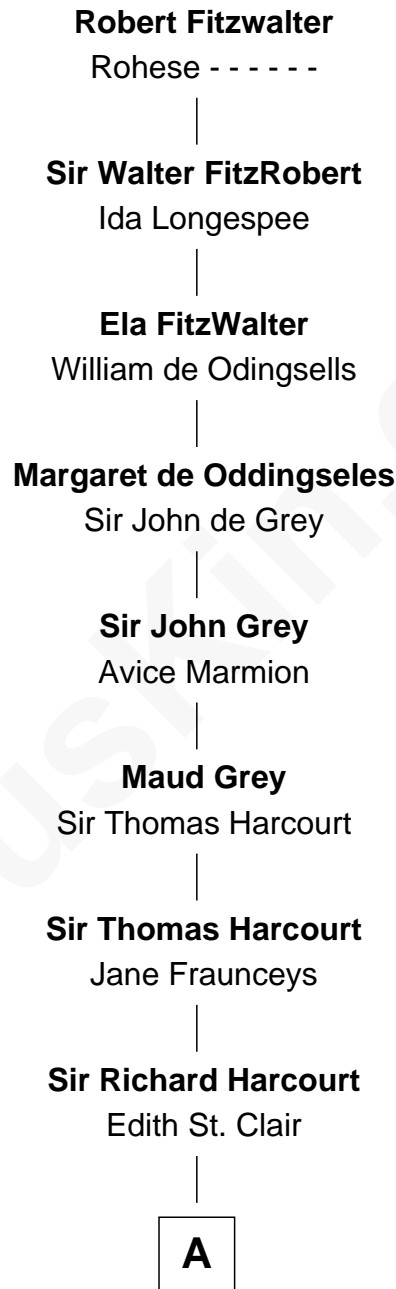 Robert Fitzwalter
Rohese - - - - - -
Sir Walter FitzRobert
Ida Longespee
Ela FitzWalter
William de Odingsells
Margaret de Oddingseles
Sir John de Grey
Sir John Grey
Avice Marmion
Maud Grey
Sir Thomas Harcourt
Sir Thomas Harcourt
Jane Fraunceys
Sir Richard Harcourt
Edith St. Clair
A